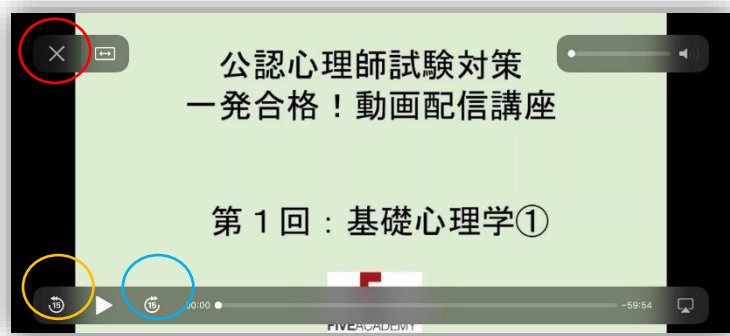 公認心理師試験対策
一発合格！動画配信講座
第１回：基礎心理学①
15
15
00:00
-59:54
FIVEACADEMY